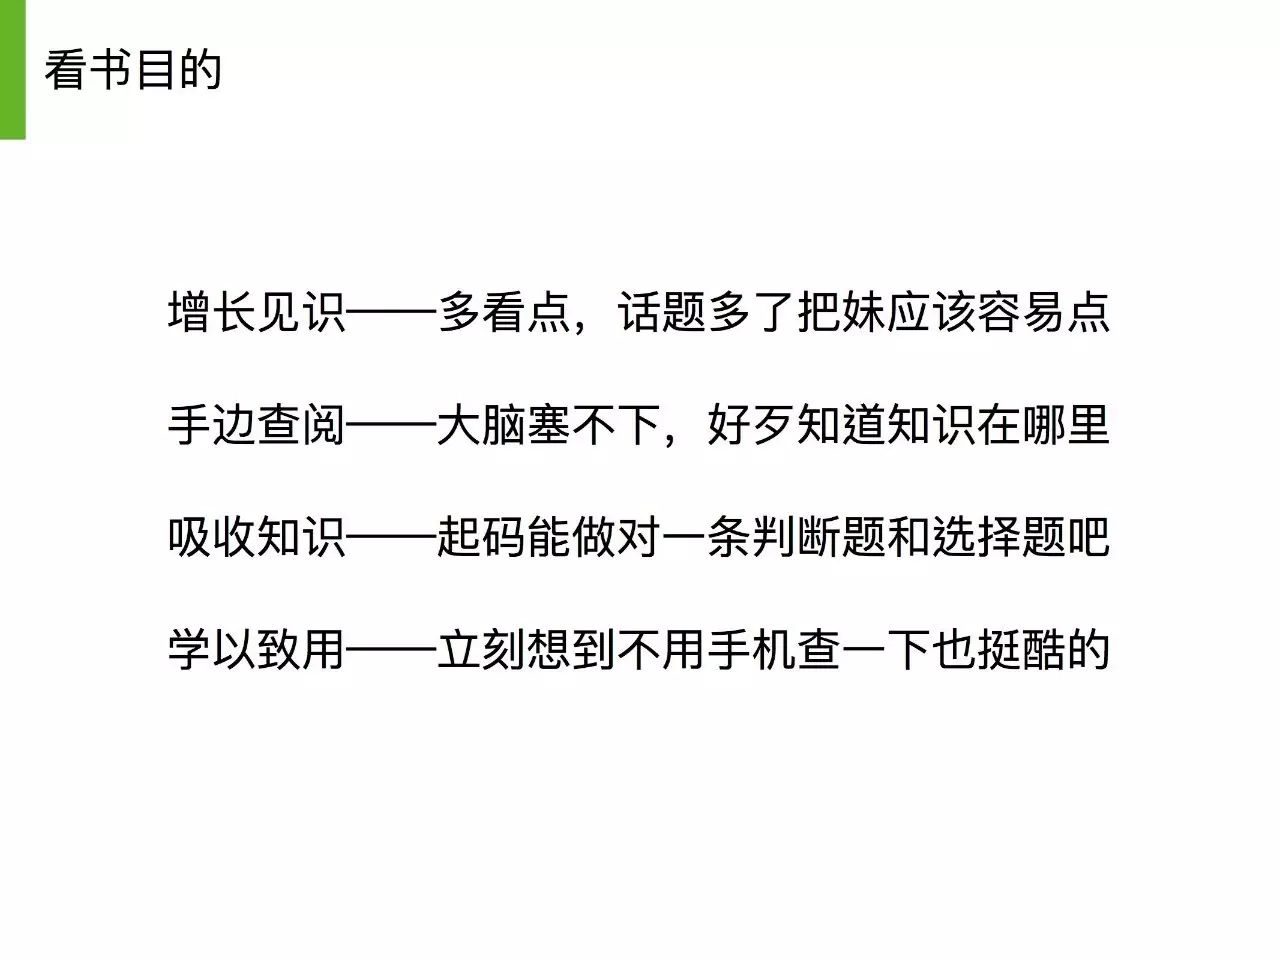 看书目的
增长见识——多看点，话题多了把妹应该容易点
手边查阅——大脑塞不下，好歹知道知识在哪里
吸收知识——起码能做对一条判断题和选择题吧
学以致用——立刻想到不用手机查一下也挺酷的